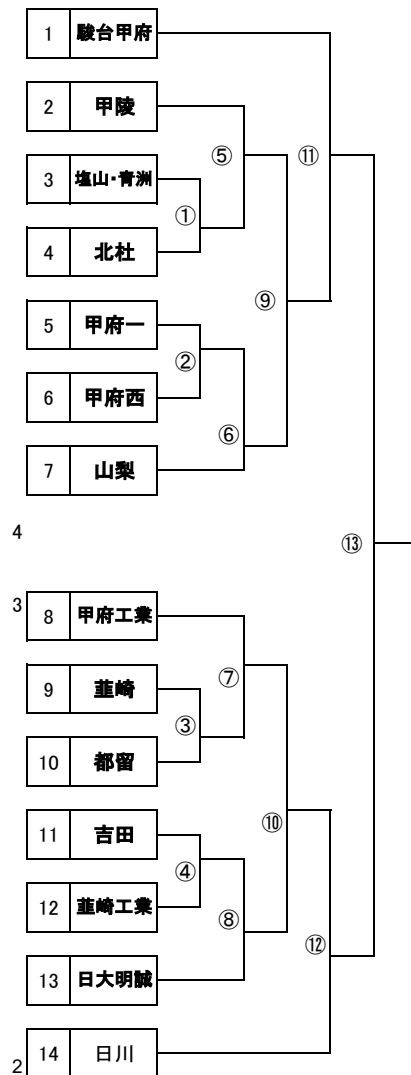 1 駿台甲府
2 甲陵
⑤ ⑪
3 塩山・青洲
①
4 北杜
⑨
5 甲府一
②
6 甲府西
⑥
7 山梨
4
⑬
3
8 甲府工業
⑦
9 韮崎
③
10 都留
⑩
11 吉田
④
12 韮崎工業
⑧
⑫
13 日大明誠
14 日川
2